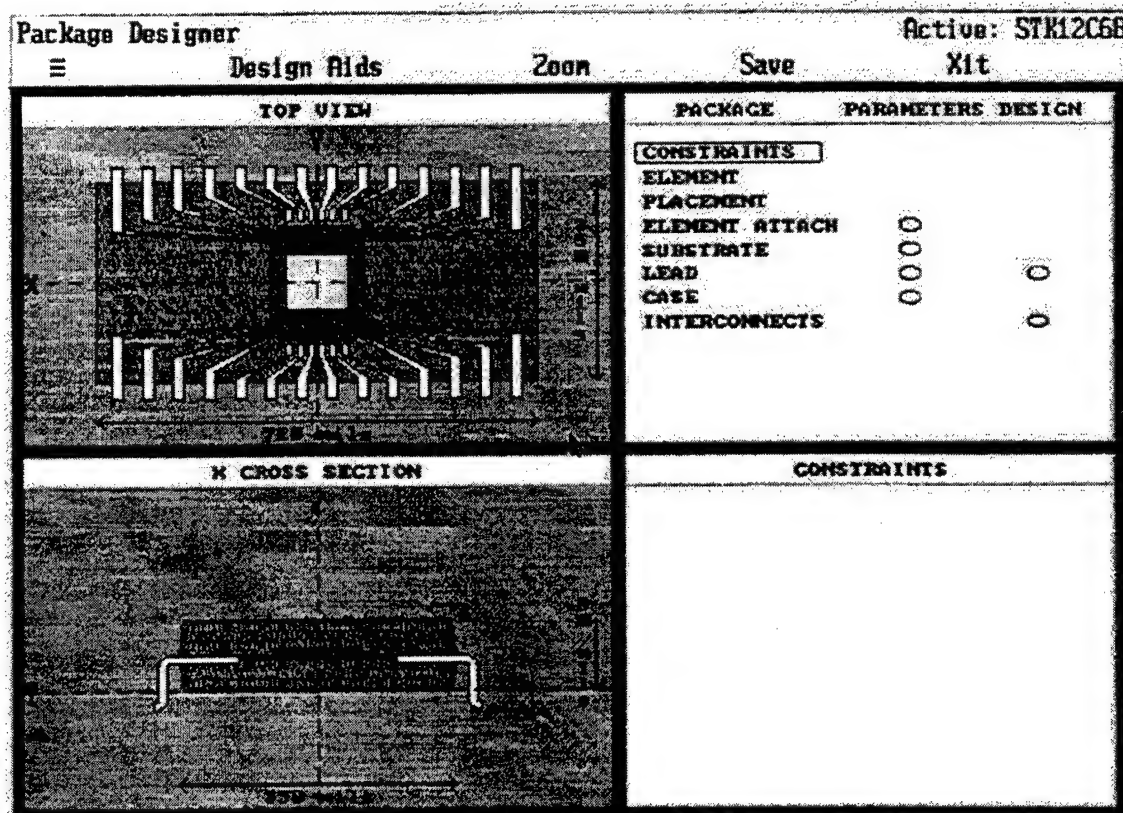 Package Designer Active: STK12C68
≡ Design Aids Zoom Save Xit
TOP VIEW
PACKAGE PARAMETERS DESIGN
CONSTRAINTS
ELEMENT
PLACEMENT
ELEMENT ATTACH
SUBSTRATE
LEAD
CASE
INTERCONNECTS
X
X CROSS SECTION
CONSTRAINTS